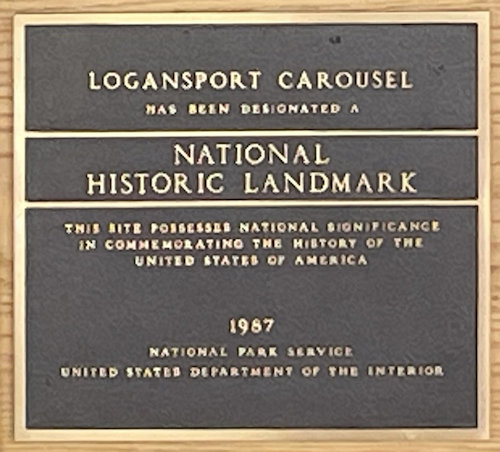 LOGANSPORT CAROUSEL
HAS BEEN DESIGNATED A
NATIONAL
HISTORIC LANDMARK
THIS SITE POSSESSES NATIONAL SIGNIFICANCE
IN COMMEMORATING THE HISTORY OF THE
UNITED STATES OF AMERICA
1987
NATIONAL PARK SERVICE
UNITED STATES DEPARTMENT OF THE INTERIOR